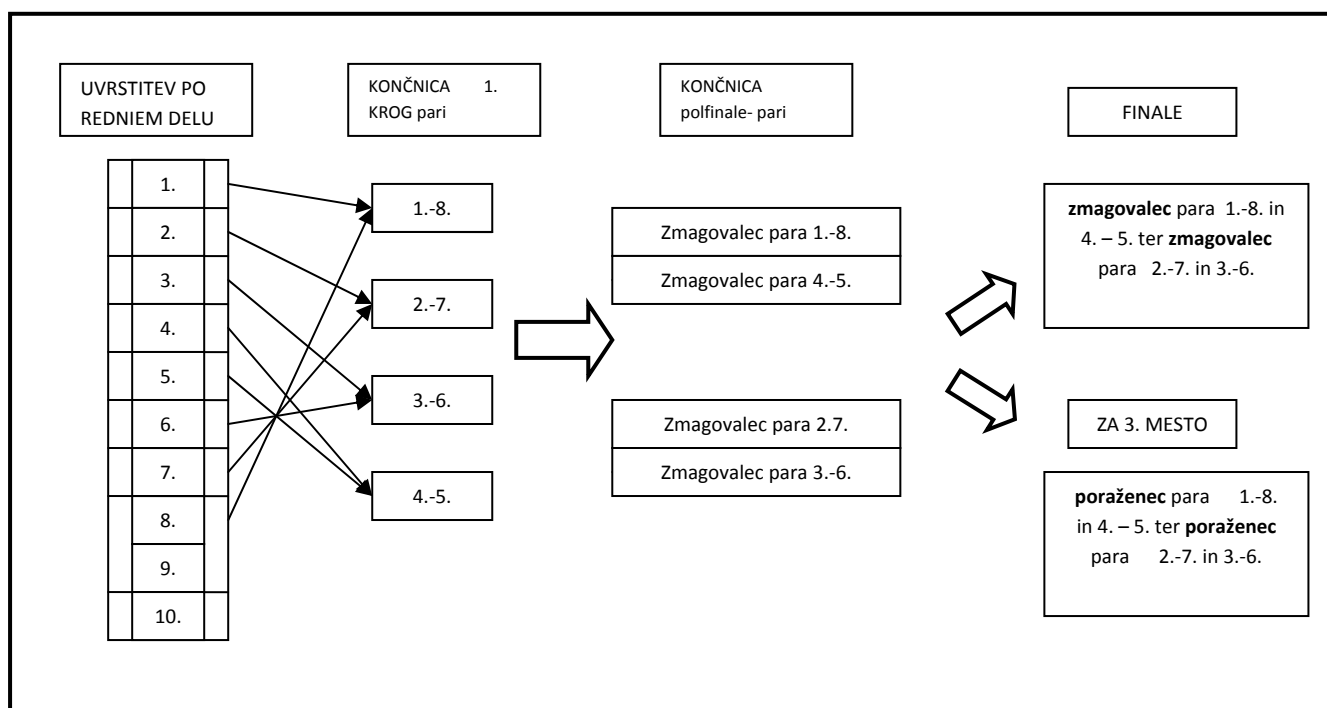 UVRSTITEV PO
REDNIEM DELU
KONČNICA 1.
KROG pari
KONČNICA
polfinale- pari
FINALE
1.
2.
3.
4.
5.
6.
7.
8.
9.
10.
1.-8.
2.-7.
3.-6.
4.-5.
Zmagovalec para 1.-8.
Zmagovalec para 4.-5.
Zmagovalec para 2.7.
Zmagovalec para 3.-6.
zmagovalec para 1.-8. in
4. – 5. ter zmagovalec
para 2.-7. in 3.-6.
ZA 3. MESTO
poraženec para 1.-8.
in 4. – 5. ter poraženec
para 2.-7. in 3.-6.